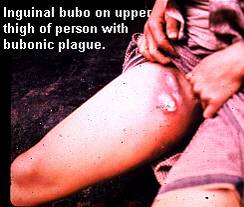 Inguinal bubo on upper
thigh of person with
bubonic plague.